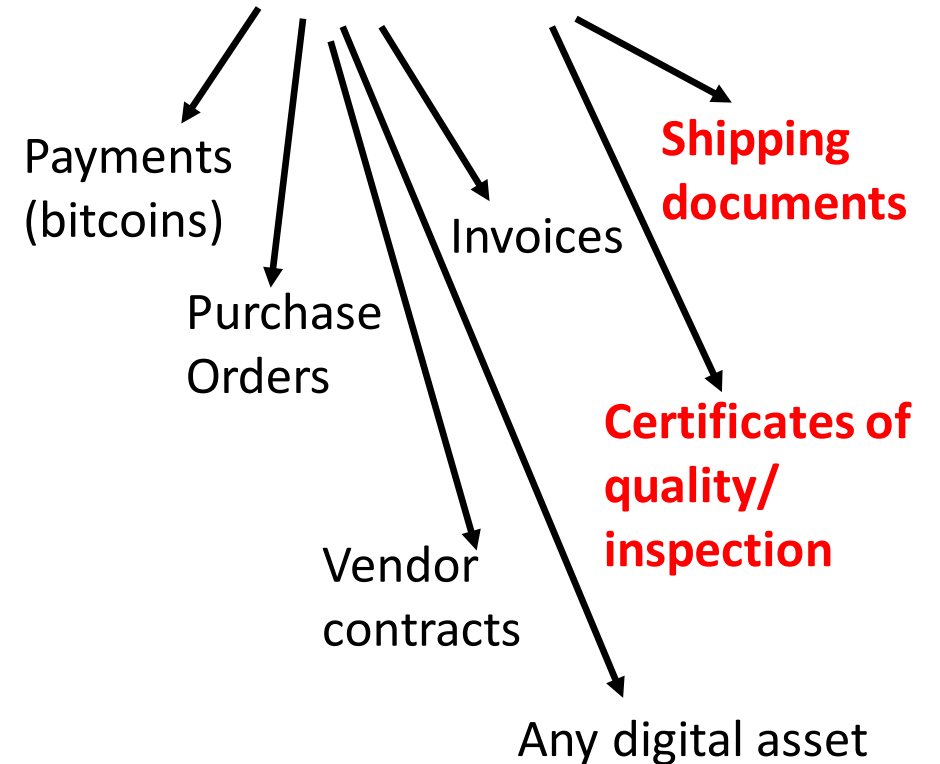 Payments
(bitcoins)
Purchase
Orders
Vendor
contracts
Any digital asset
Invoices
Shipping
documents
Certificates of
quality/
inspection